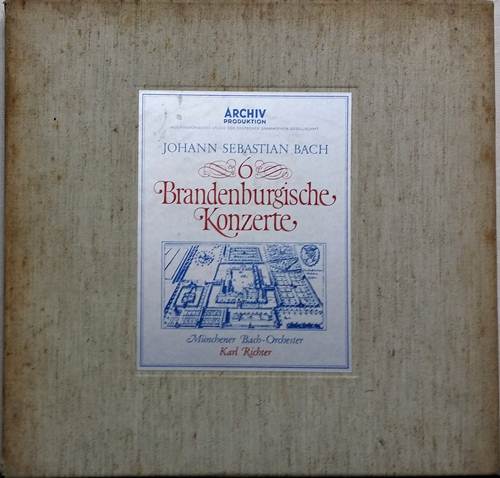 ARCHIV
PRODUKTION
JOHANN SEBASTIAN BACH
6
Brandenburgische
Konzerte
Münchener Bach-Orchester
Karl Richter